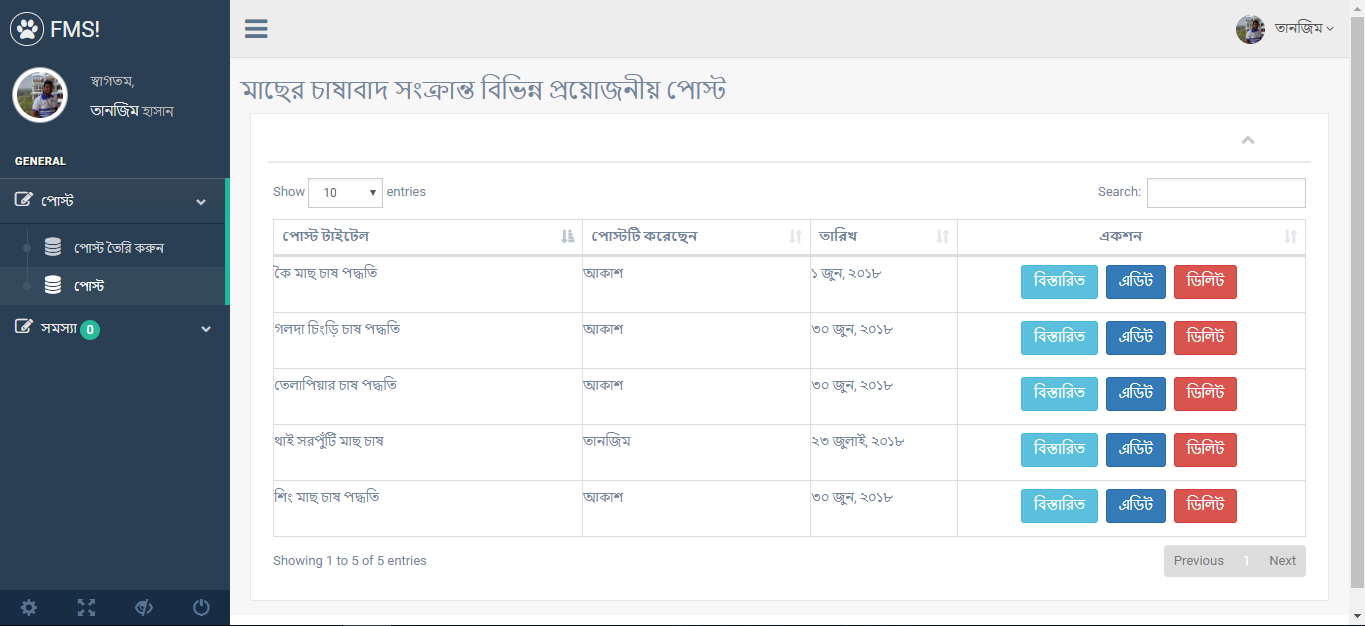 FMS!
স্বাগতম,
তানজিম হাসান
GENERAL
পোস্ট
পোস্ট তৈরি করুন
পোস্ট
সমস্যা 0
তানজিম
মাছের চাষাবাদ সংক্রান্ত বিভিন্ন প্রয়োজনীয় পোস্ট
Show 10 entries Search:
পোস্ট টাইটেল পোস্টটি করেছেন তারিখ একশন
কৈ মাছ চাষ পদ্ধতি আকাশ ১ জুন, ২০১৮ বিস্তারিত এডিট ডিলিট
গলদা চিংড়ি চাষ পদ্ধতি আকাশ ৩০ জুন, ২০১৮ বিস্তারিত এডিট ডিলিট
তেলাপিয়ার চাষ পদ্ধতি আকাশ ৩০ জুন, ২০১৮ বিস্তারিত এডিট ডিলিট
থাই সরপুঁটি মাছ চাষ তানজিম ২৩ জুলাই, ২০১৮ বিস্তারিত এডিট ডিলিট
শিং মাছ চাষ পদ্ধতি আকাশ ৩০ জুন, ২০১৮ বিস্তারিত এডিট ডিলিট
Showing 1 to 5 of 5 entries Previous 1 Next